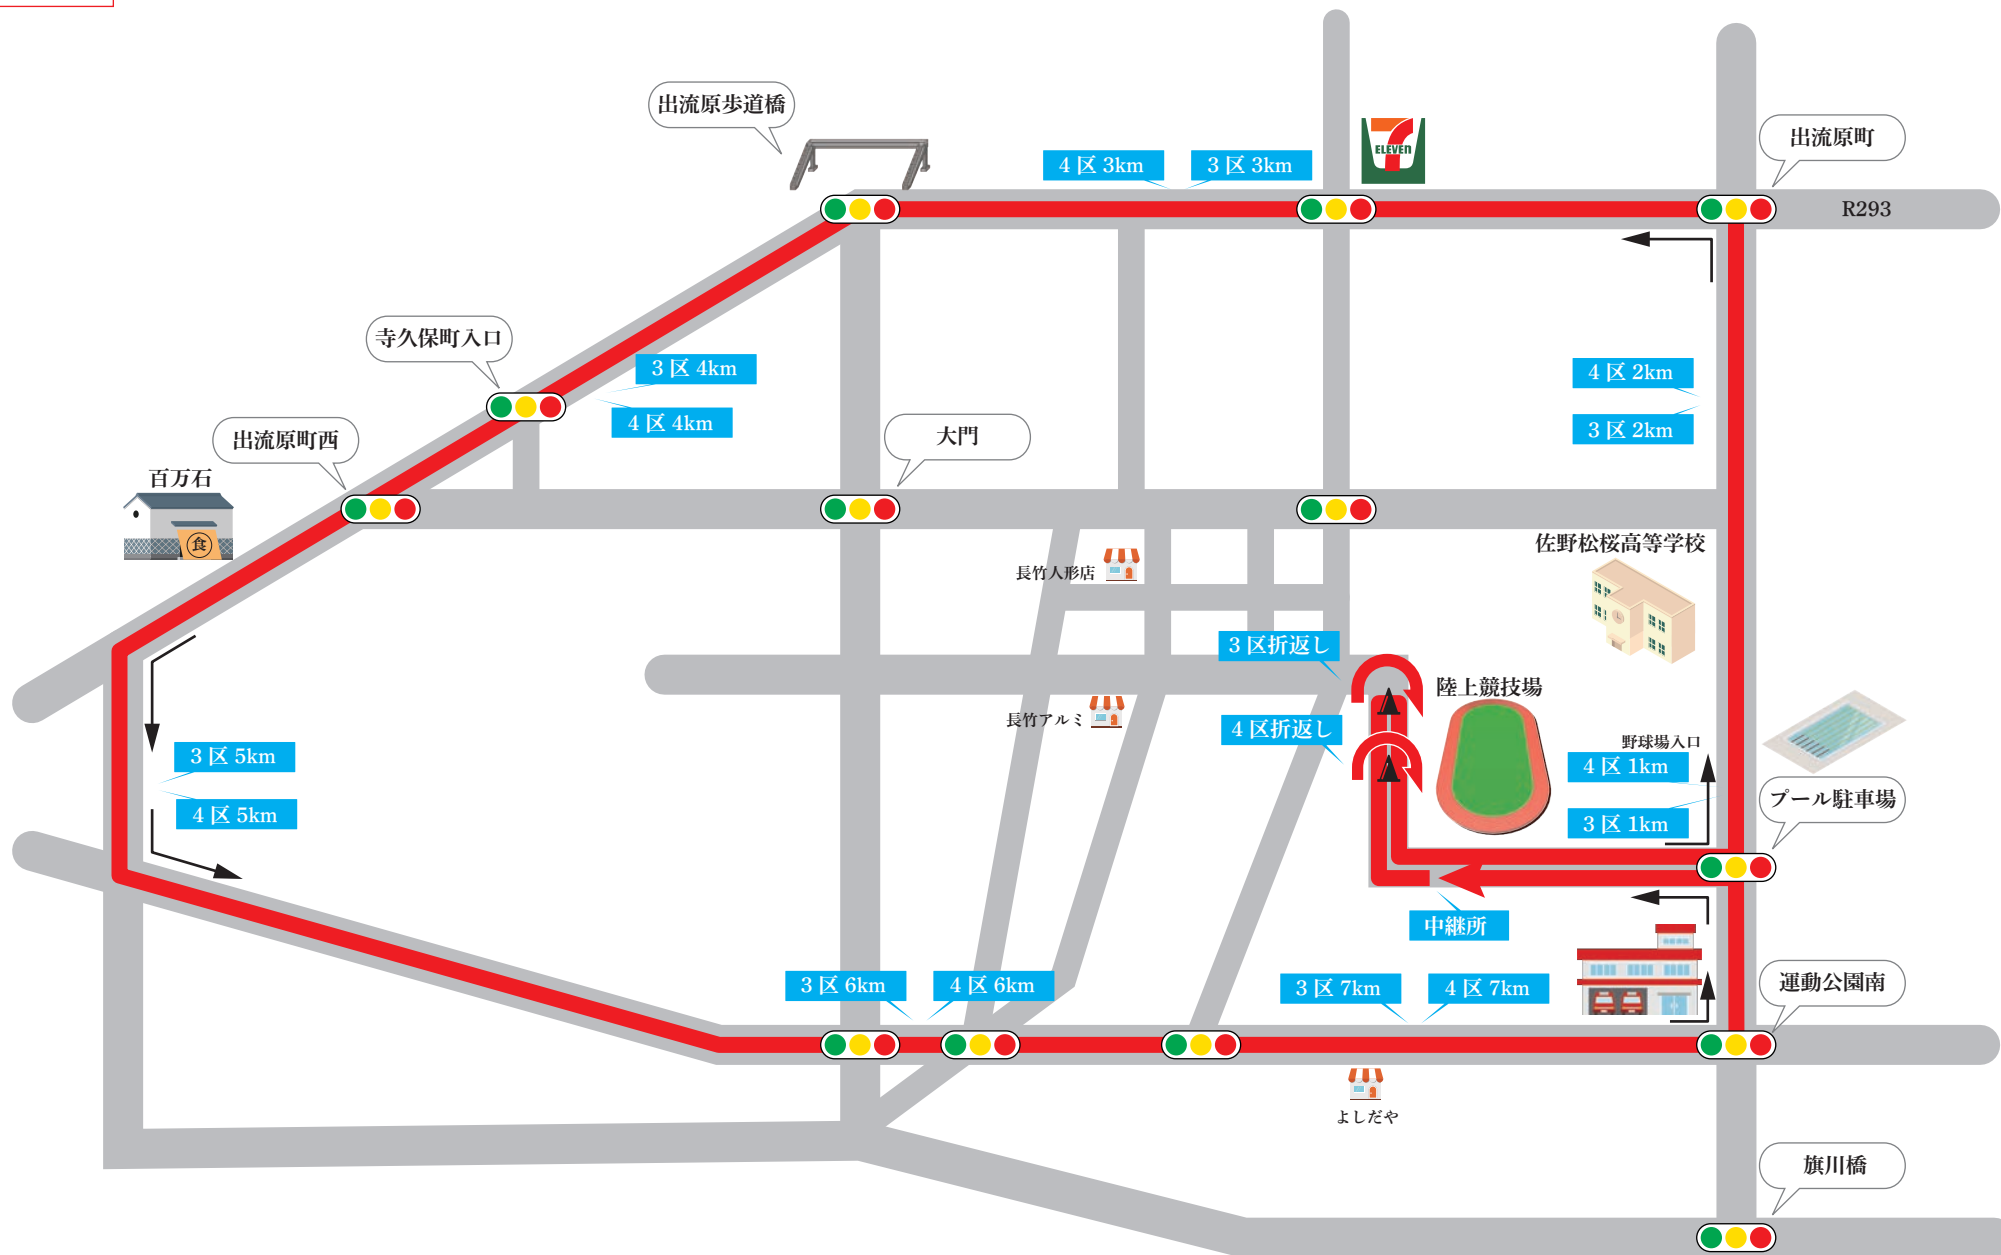 出流原歩道橋
4 区 3km
3 区 3km
ELEVEn
出流原町
R293
寺久保町入口
3 区 4km
4 区 4km
4 区 2km
3 区 2km
出流原町西
大門
百万石
食
佐野松桜高等学校
長竹人形店
3 区折返し
陸上競技場
長竹アルミ
4 区折返し
野球場入口
3 区 5km
4 区 1km
4 区 5km
3 区 1km
プール駐車場
中継所
3 区 6km
4 区 6km
3 区 7km
4 区 7km
運動公園南
よしだや
旗川橋